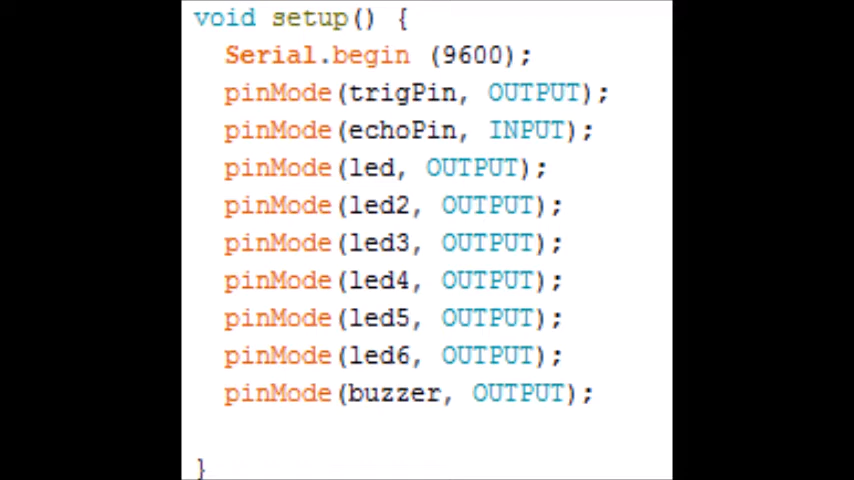 void setup() {
Serial.begin (9600);
pinMode(trigPin, OUTPUT);
pinMode(echoPin, INPUT);
pinMode(led, OUTPUT);
pinMode(led2, OUTPUT);
pinMode(led3, OUTPUT);
pinMode(led4, OUTPUT);
pinMode(led5, OUTPUT);
pinMode(led6, OUTPUT);
pinMode(buzzer, OUTPUT);
}